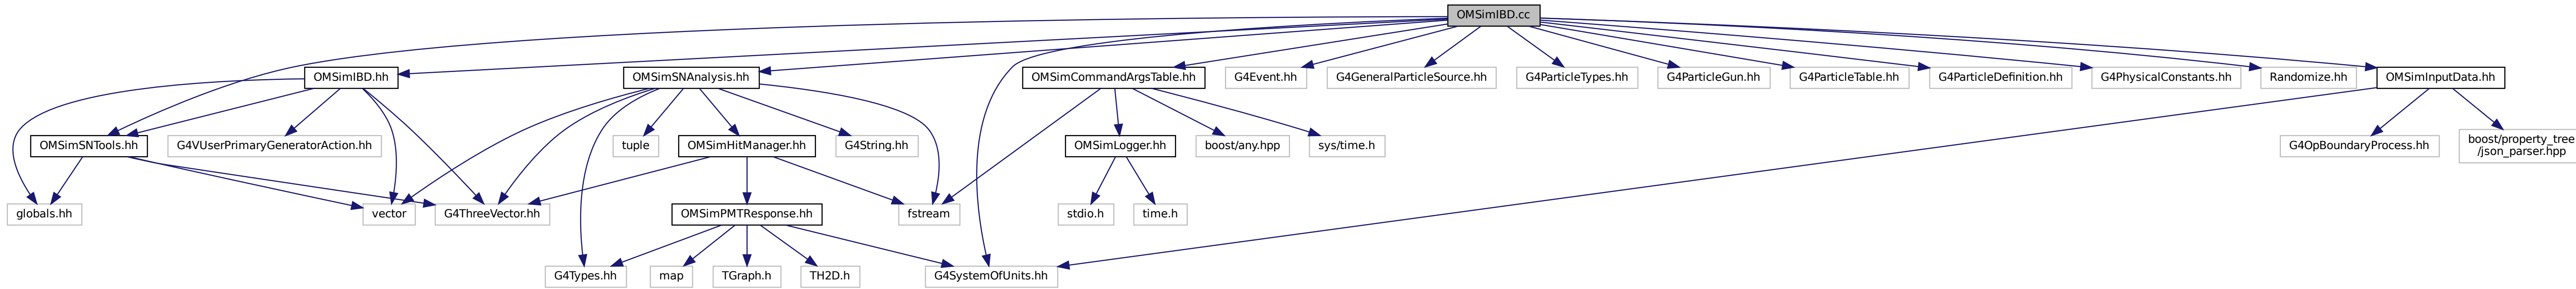 OMSimIBD.cc
OMSimIBD.hh
OMSimSNAnalysis.hh
OMSimCommandArgsTable.hh
G4Event.hh
G4GeneralParticleSource.hh
G4ParticleTypes.hh
G4ParticleGun.hh
G4ParticleTable.hh
G4ParticleDefinition.hh
G4PhysicalConstants.hh
Randomize.hh
OMSimInputData.hh
OMSimSNTools.hh
G4VUserPrimaryGeneratorAction.hh
tuple
OMSimHitManager.hh
G4String.hh
OMSimLogger.hh
boost/any.hpp
sys/time.h
G4OpBoundaryProcess.hh
boost/property_tree
/json_parser.hpp
globals.hh
vector
G4ThreeVector.hh
OMSimPMTResponse.hh
fstream
stdio.h
time.h
G4Types.hh
map
TGraph.h
TH2D.h
G4SystemOfUnits.hh